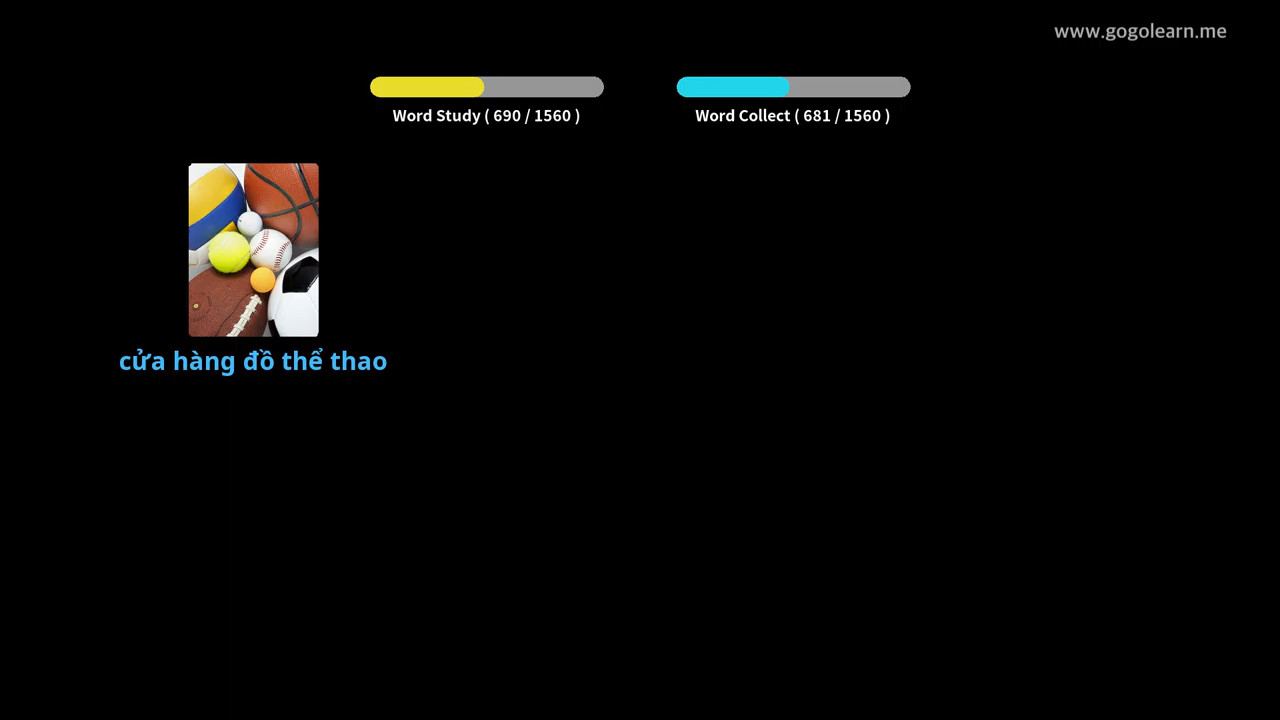 www.gogolearn.me
Word Study ( 690 / 1560 )
Word Collect ( 681 / 1560 )
cửa hàng đồ thể thao